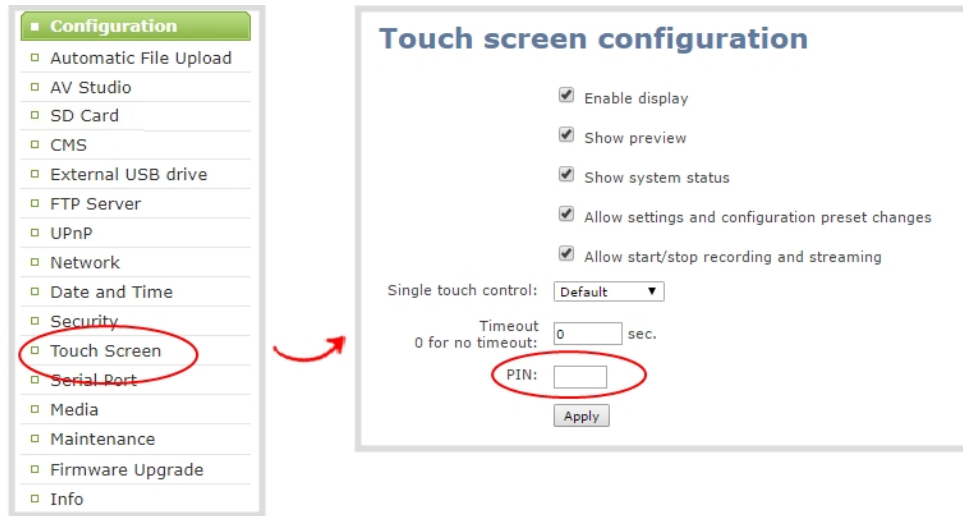 Configuration
Automatic File Upload
AV Studio
SD Card
CMS
External USB drive
FTP Server
UPnP
Network
Date and Time
Security
Touch Screen
Serial Port
Media
Maintenance
Firmware Upgrade
Info
Touch screen configuration
Enable display
Show preview
Show system status
Allow settings and configuration preset changes
Allow start/stop recording and streaming
Single touch control: Default
Timeout
0 for no timeout: 0 sec.
PIN:
Apply